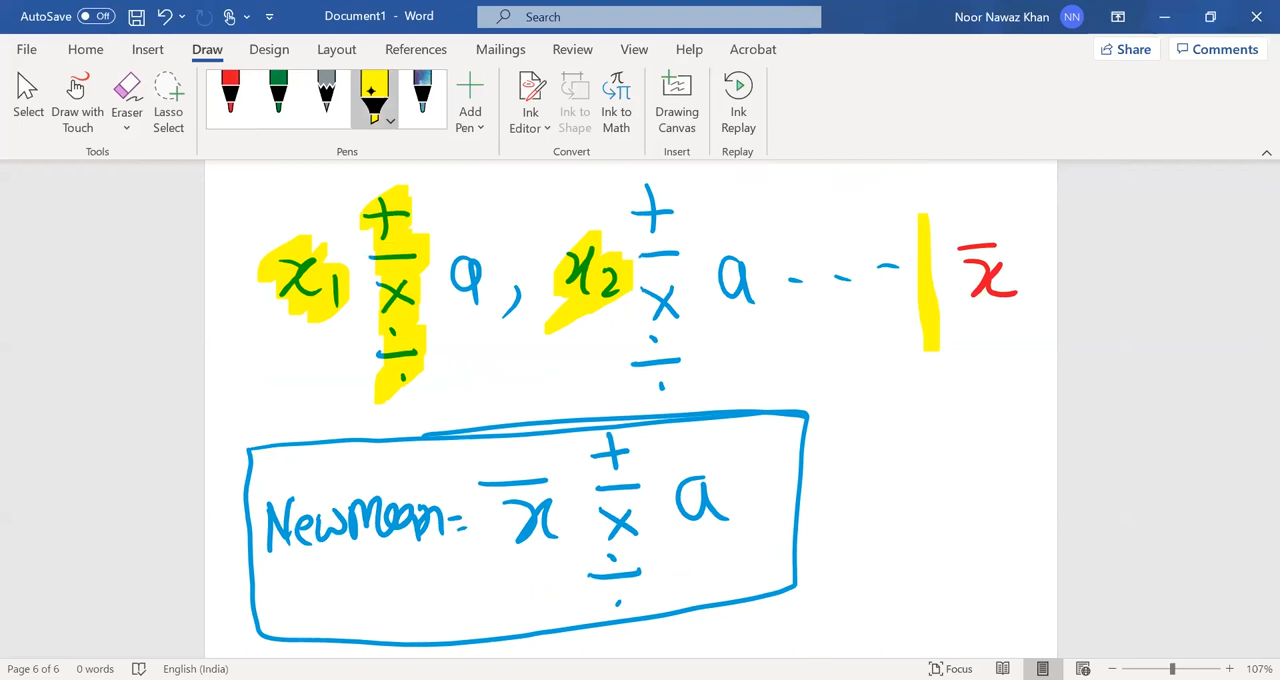 AutoSave Off Document1 - Word Search Noor Nawaz Khan NN
File Home Insert Draw Design Layout References Mailings Review View Help Acrobat Share Comments
Select Draw with Touch Eraser Lasso Select Add Pen Ink Editor Ink to Shape Ink to Math Drawing Canvas Ink Replay
Tools Pens Convert Insert Replay
+ +
− −
x1 × a , x2 × a - - - | x̄
÷ ÷
+
−
New Mean = x̄ × a
÷
Page 6 of 6 0 words English (India) Focus 107%